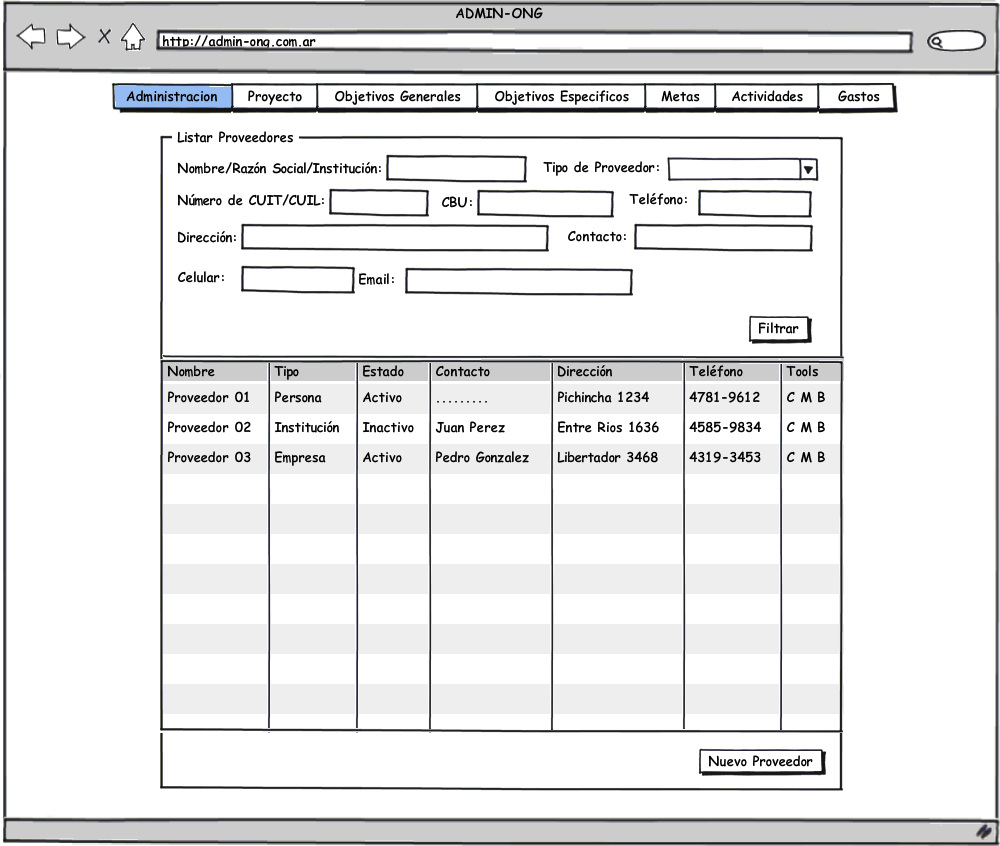 ADMIN-ONG
http://admin-ong.com.ar
Administracion Proyecto Objetivos Generales Objetivos Especificos Metas Actividades Gastos
Listar Proveedores
Nombre/Razón Social/Institución: Tipo de Proveedor:
Número de CUIT/CUIL: CBU: Teléfono:
Dirección: Contacto:
Celular: Email:
Filtrar
Nombre Tipo Estado Contacto Dirección Teléfono Tools
Proveedor 01 Persona Activo ......... Pichincha 1234 4781-9612 C M B
Proveedor 02 Institución Inactivo Juan Perez Entre Rios 1636 4585-9834 C M B
Proveedor 03 Empresa Activo Pedro Gonzalez Libertador 3468 4319-3453 C M B
Nuevo Proveedor